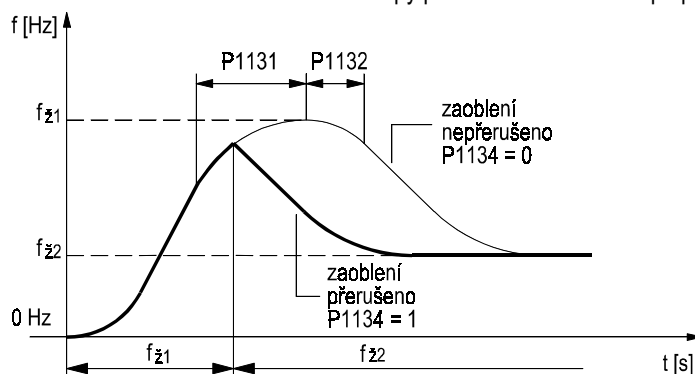 f [Hz]
P1131
P1132
fž1
zaoblení
nepřerušeno
P1134 = 0
fž2
zaoblení
přerušeno
P1134 = 1
0 Hz
fž1
fž2
t [s]